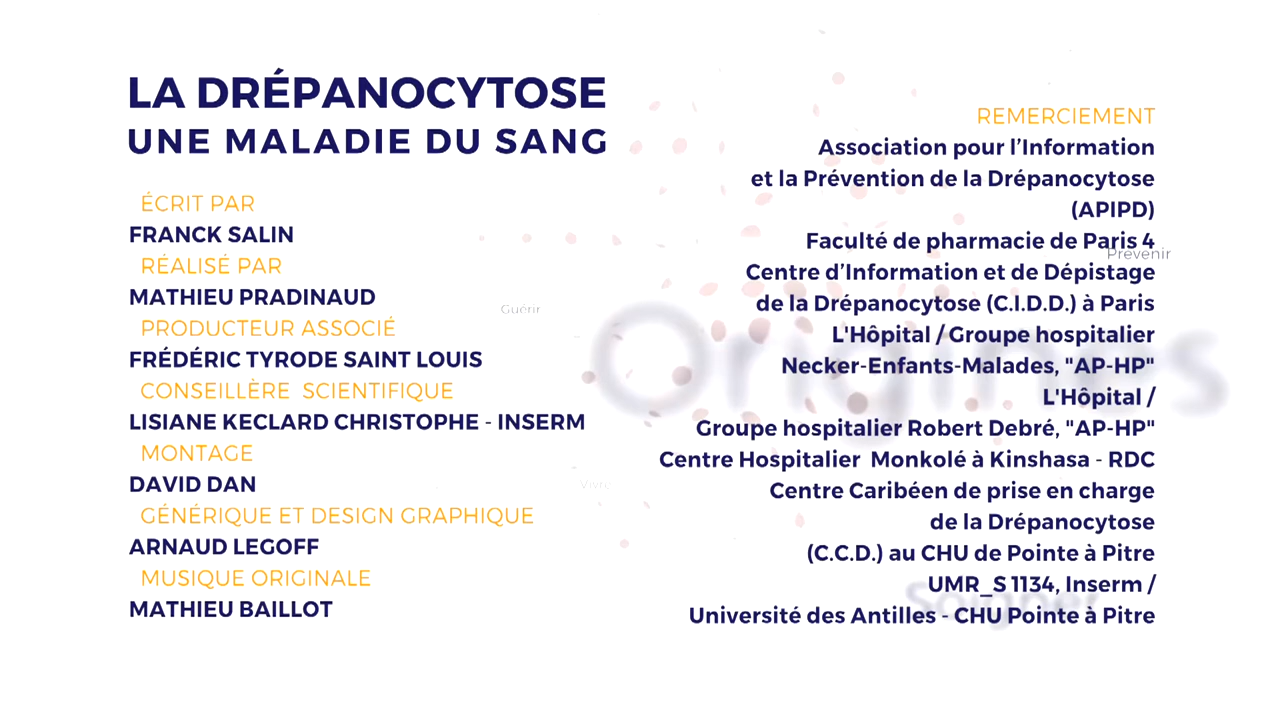 LA DRÉPANOCYTOSE
UNE MALADIE DU SANG
ÉCRIT PAR
FRANCK SALIN
RÉALISÉ PAR
MATHIEU PRADINAUD
PRODUCTEUR ASSOCIÉ
FRÉDÉRIC TYRODE SAINT LOUIS
CONSEILLÈRE SCIENTIFIQUE
LISIANE KECLARD CHRISTOPHE - INSERM
MONTAGE
DAVID DAN
GÉNÉRIQUE ET DESIGN GRAPHIQUE
ARNAUD LEGOFF
MUSIQUE ORIGINALE
MATHIEU BAILLOT
REMERCIEMENT
Association pour l’Information
et la Prévention de la Drépanocytose
(APIPD)
Faculté de pharmacie de Paris 4
Centre d’Information et de Dépistage
de la Drépanocytose (C.I.D.D.) à Paris
L'Hôpital / Groupe hospitalier
Necker-Enfants-Malades, "AP-HP"
L'Hôpital /
Groupe hospitalier Robert Debré, "AP-HP"
Centre Hospitalier Monkolé à Kinshasa - RDC
Centre Caribéen de prise en charge
de la Drépanocytose
(C.C.D.) au CHU de Pointe à Pitre
UMR_S 1134, Inserm /
Université des Antilles - CHU Pointe à Pitre
Prévenir
Guérir
Origines
Vivre
Soigner